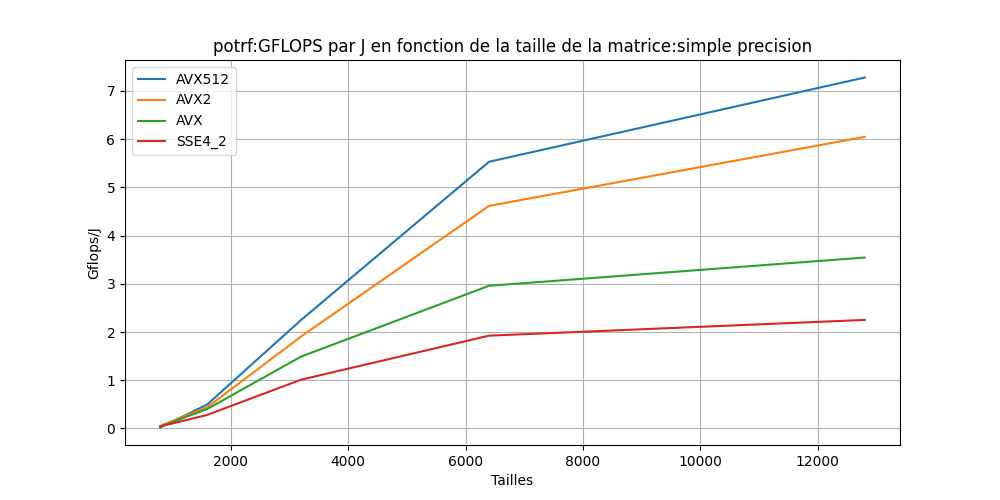 potrf:GFLOPS par J en fonction de la taille de la matrice:simple precision
AVX512
AVX2
AVX
SSE4_2
7
6
5
4
3
2
1
0
Gflops/J
2000
4000
6000
8000
10000
12000
Tailles